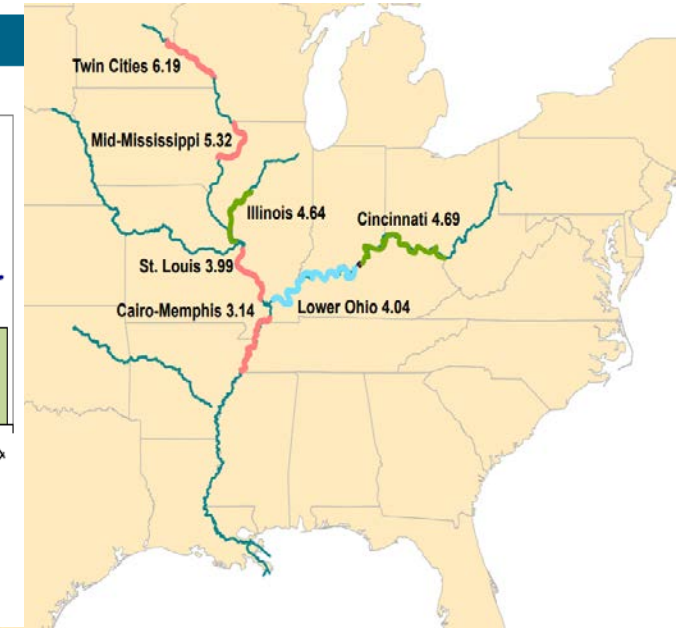 Twin Cities 6.19
Mid-Mississippi 5.32
Illinois 4.64
Cincinnati 4.69
St. Louis 3.99
Cairo-Memphis 3.14
Lower Ohio 4.04